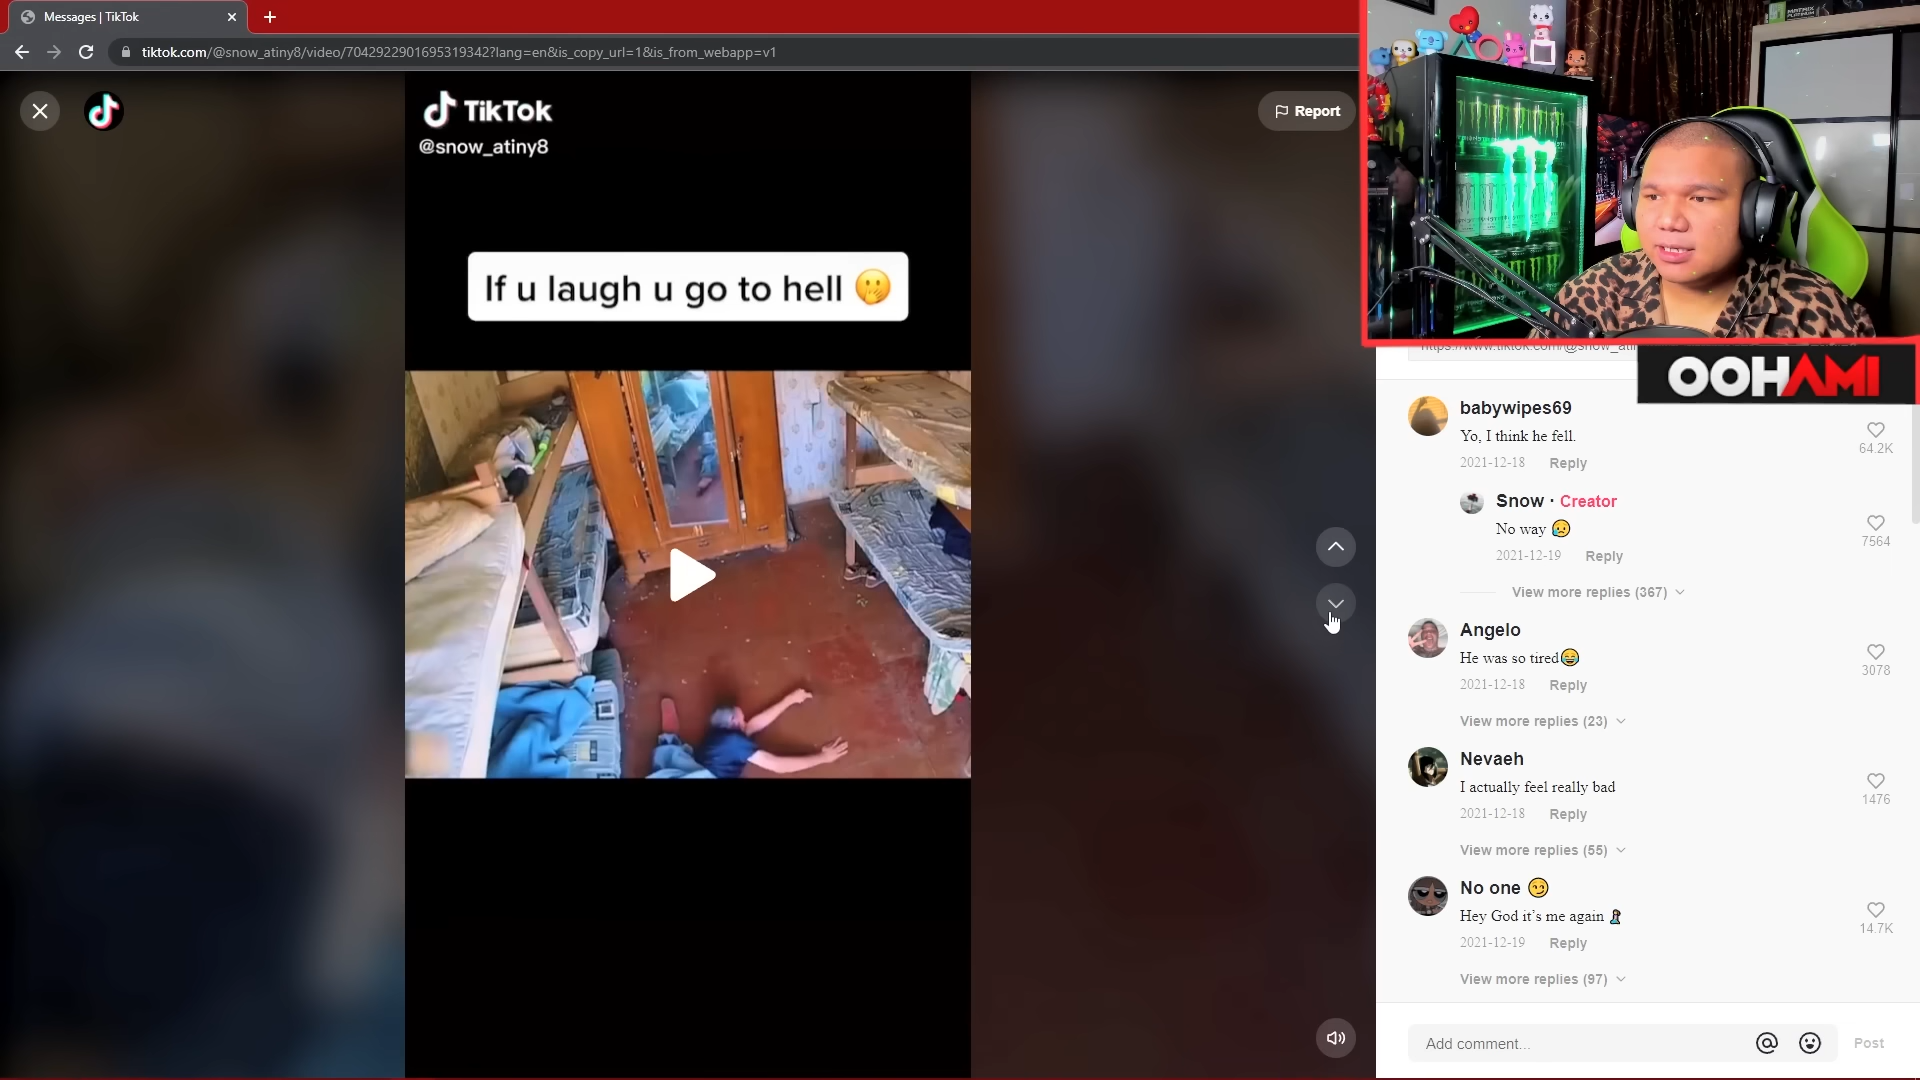 Messages | TikTok
tiktok.com/@snow_atiny8/video/7042922901695319342?lang=en&is_copy_url=1&is_from_webapp=v1
TikTok
@snow_atiny8
Report
If u laugh u go to hell 🤭
OOHAMI
babywipes69
Yo, I think he fell.
2021-12-18 Reply
64.2K
Snow · Creator
No way 😥
2021-12-19 Reply
7564
View more replies (367)
Angelo
He was so tired😂
2021-12-18 Reply
3078
View more replies (23)
Nevaeh
I actually feel really bad
2021-12-18 Reply
1476
View more replies (55)
No one 😏
Hey God it's me again
2021-12-19 Reply
14.7K
View more replies (97)
Add comment...
Post